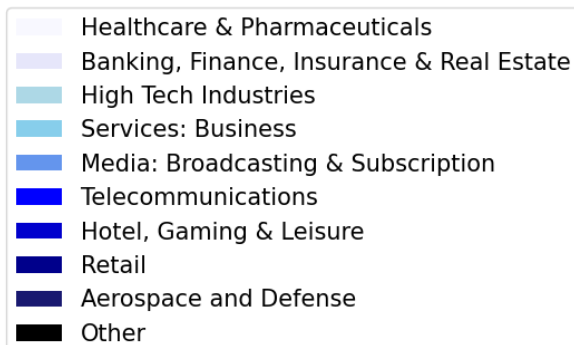 Healthcare & Pharmaceuticals
Banking, Finance, Insurance & Real Estate
High Tech Industries
Services: Business
Media: Broadcasting & Subscription
Telecommunications
Hotel, Gaming & Leisure
Retail
Aerospace and Defense
Other